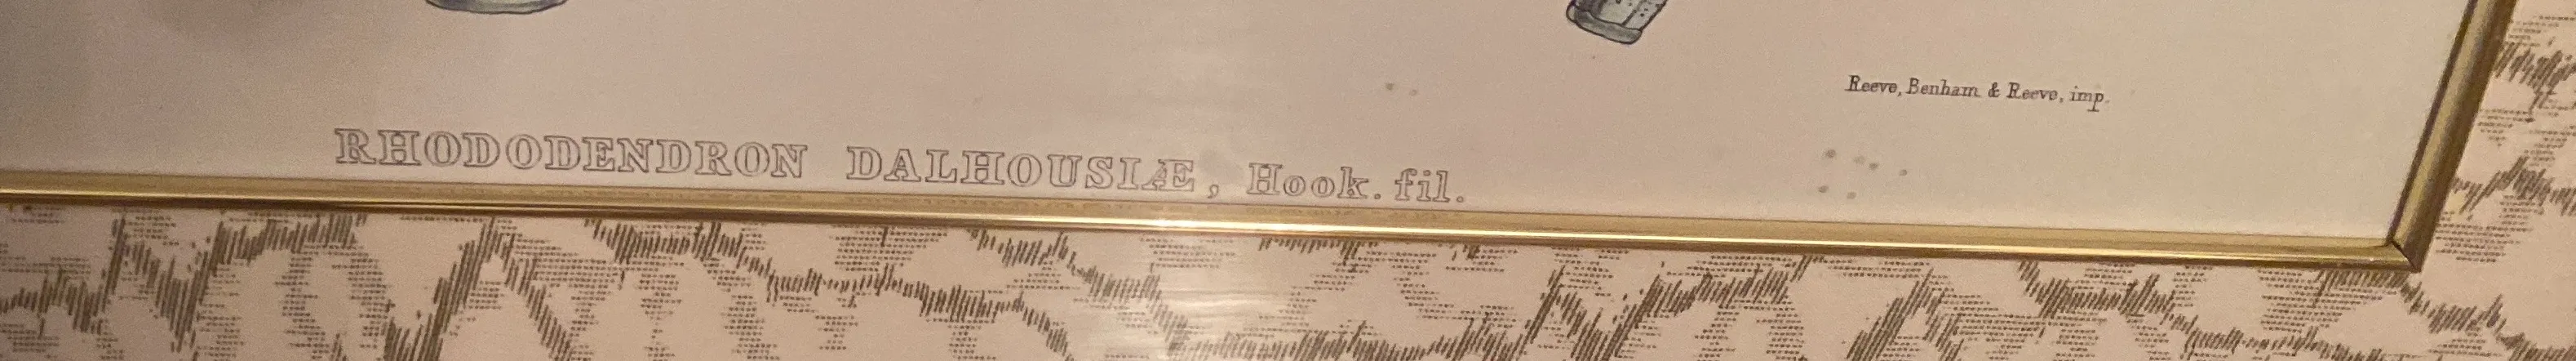 Reeve, Benham & Reeve, imp.
RHODODENDRON DALHOUSIÆ, Hook. fil.